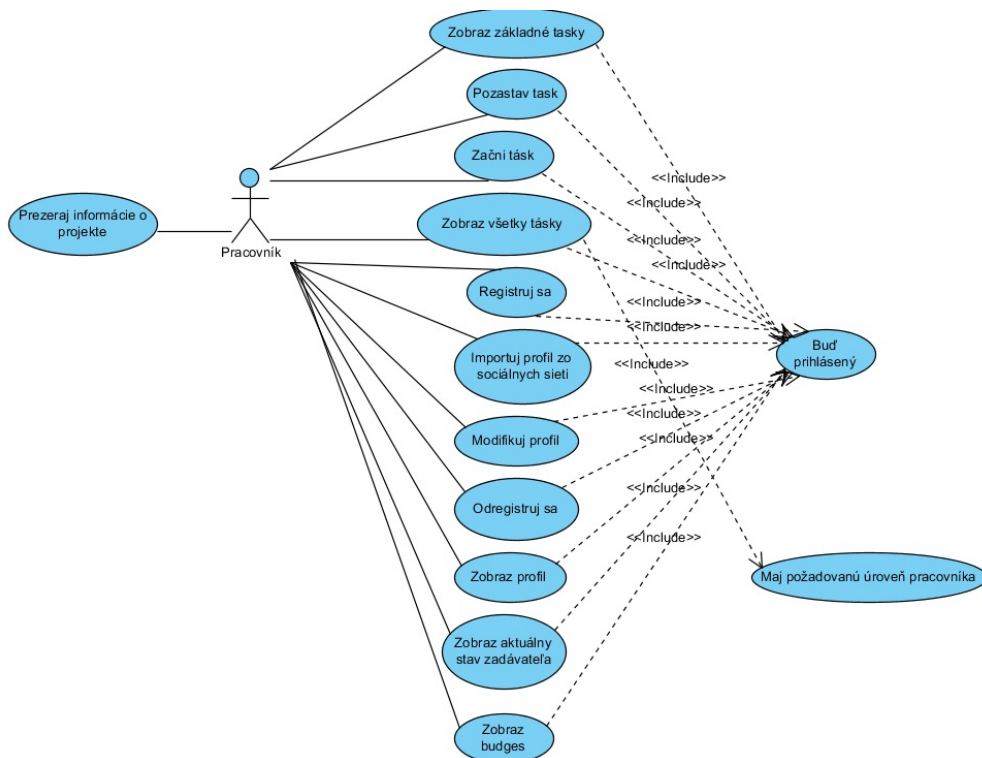 Zobraz základné tasky
Pozastav task
Začni tásk
<<Include>>
<<Include>>
Prezeraj informácie o
projekte
Pracovník
Zobraz všetky tásky
<<Include>>
<<Include>>
Registruj sa
<<Include>>
<<Include>>
Buď
prihlásený
Importuj profil zo
sociálnych sieti
<<Include>>
<<Include>>
Modifikuj profil
<<Include>>
<<Include>>
Odregistruj sa
<<Include>>
<<Include>>
Zobraz profil
Maj požadovanú úroveň pracovníka
Zobraz aktuálny
stav zadávateľa
Zobraz
budges